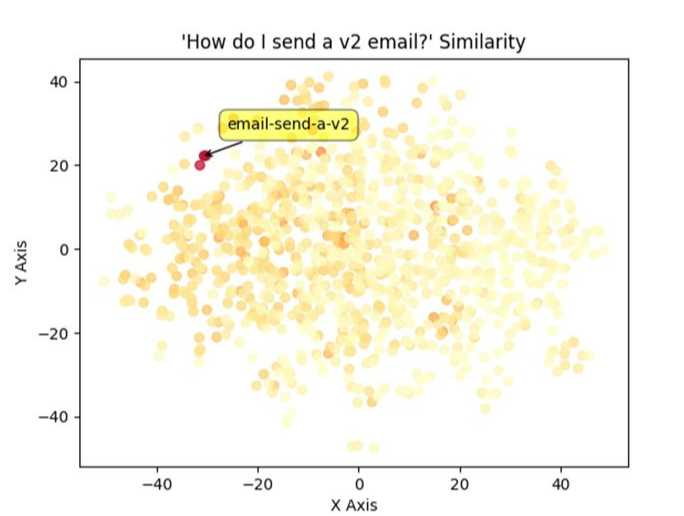 'How do I send a v2 email?' Similarity
40
email-send-a-v2
20
0
−20
−40
Y Axis
−40 −20 0 20 40
X Axis